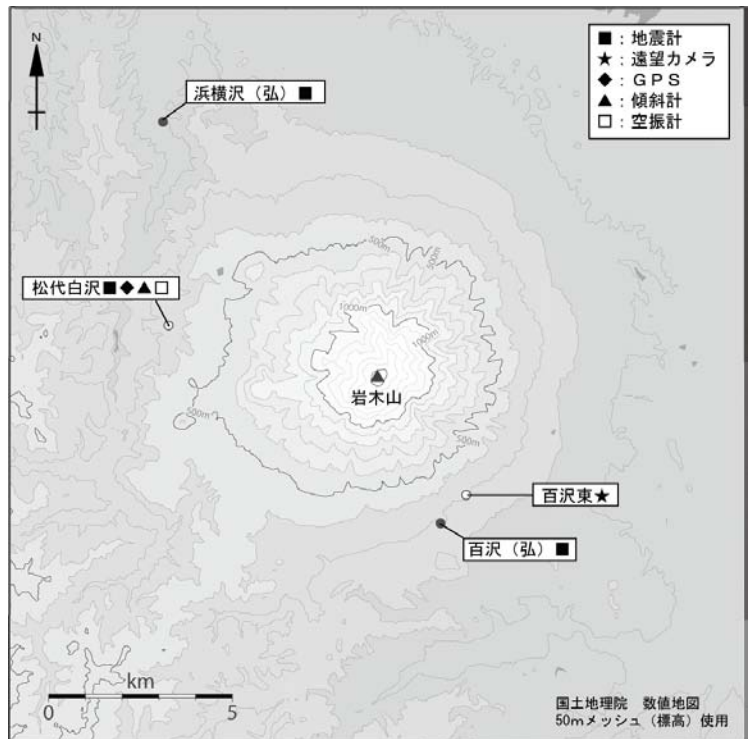 N
■：地震計
★：遠望カメラ
◆：ＧＰＳ
▲：傾斜計
□：空振計
浜横沢（弘）■
松代白沢■◆▲□
500m
500m
1000m
1000m
岩木山
500m
500m
百沢東★
百沢（弘）■
km
0 5
国土地理院　数値地図
50mメッシュ（標高）使用